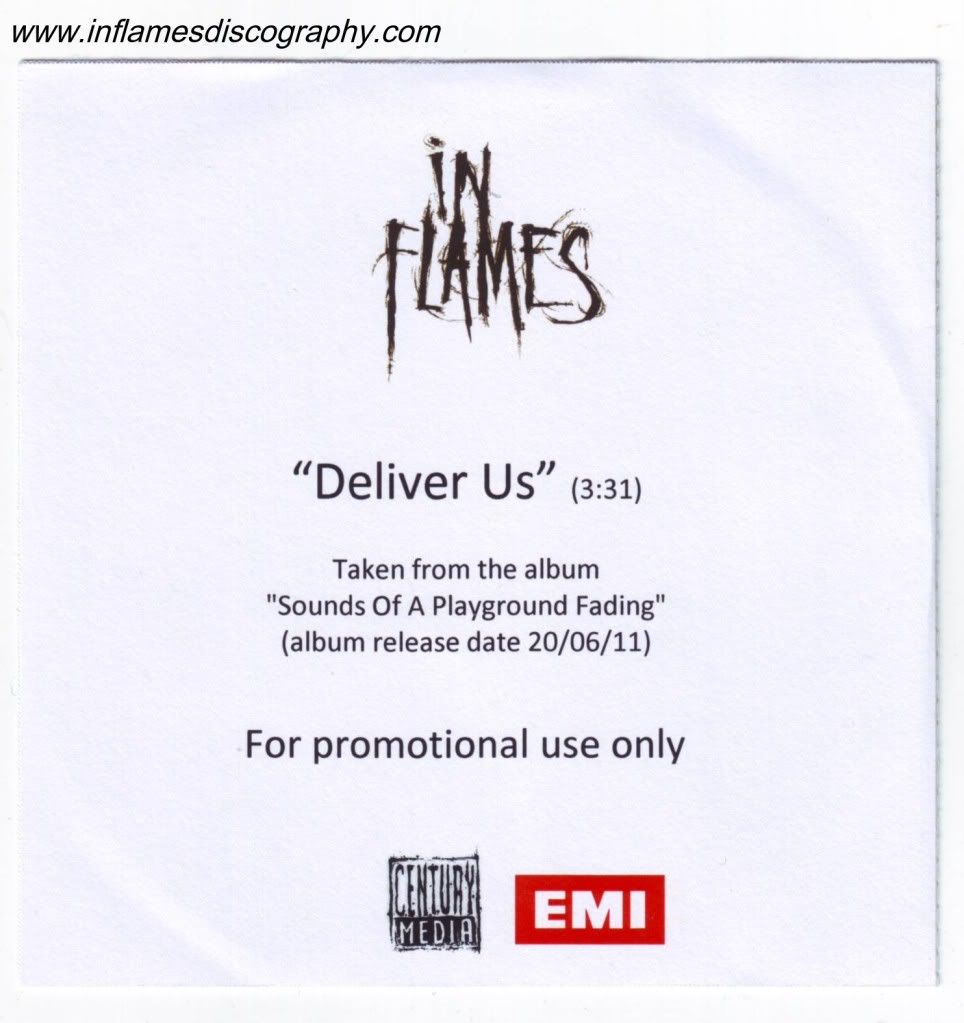 www.inflamesdiscography.com
IN
FLAMES
“Deliver Us” (3:31)
Taken from the album
"Sounds Of A Playground Fading"
(album release date 20/06/11)
For promotional use only
CENTURY
MEDIA
EMI